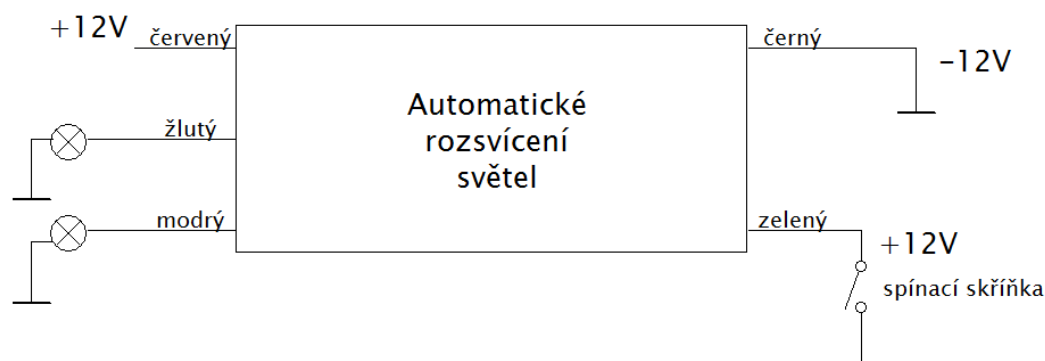 +12V
červený
černý
-12V
Automatické
rozsvícení
světel
žlutý
modrý
zelený
+12V
spínací skříňka